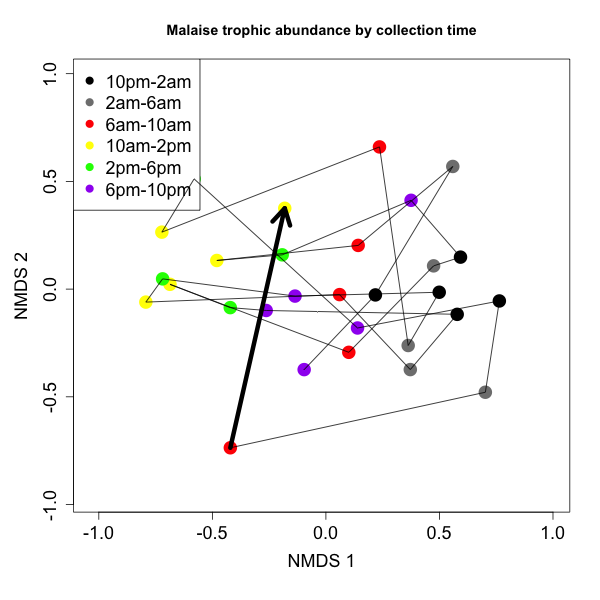 Malaise trophic abundance by collection time
10pm-2am
2am-6am
6am-10am
10am-2pm
2pm-6pm
6pm-10pm
1.0
0.5
0.0
-0.5
-1.0
NMDS 2
-1.0 -0.5 0.0 0.5 1.0
NMDS 1